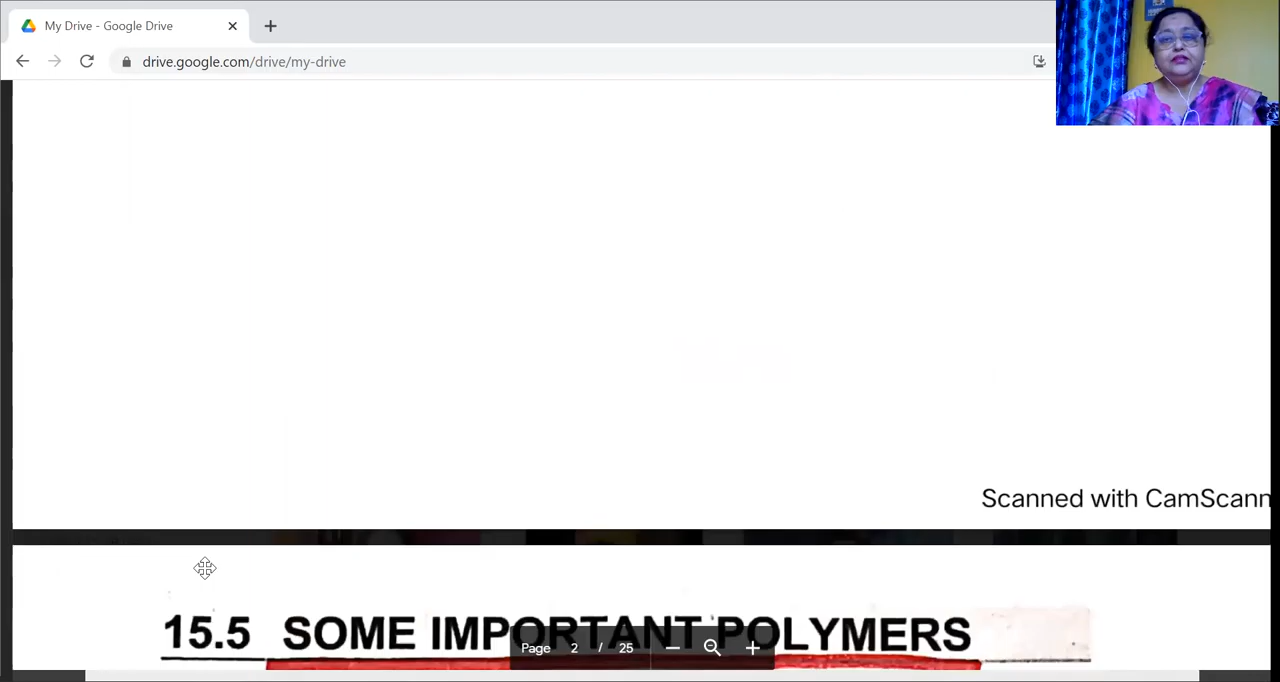 My Drive - Google Drive
drive.google.com/drive/my-drive
Scanned with CamScann
15.5 SOME IMPORTANT POLYMERS
Page 2 / 25